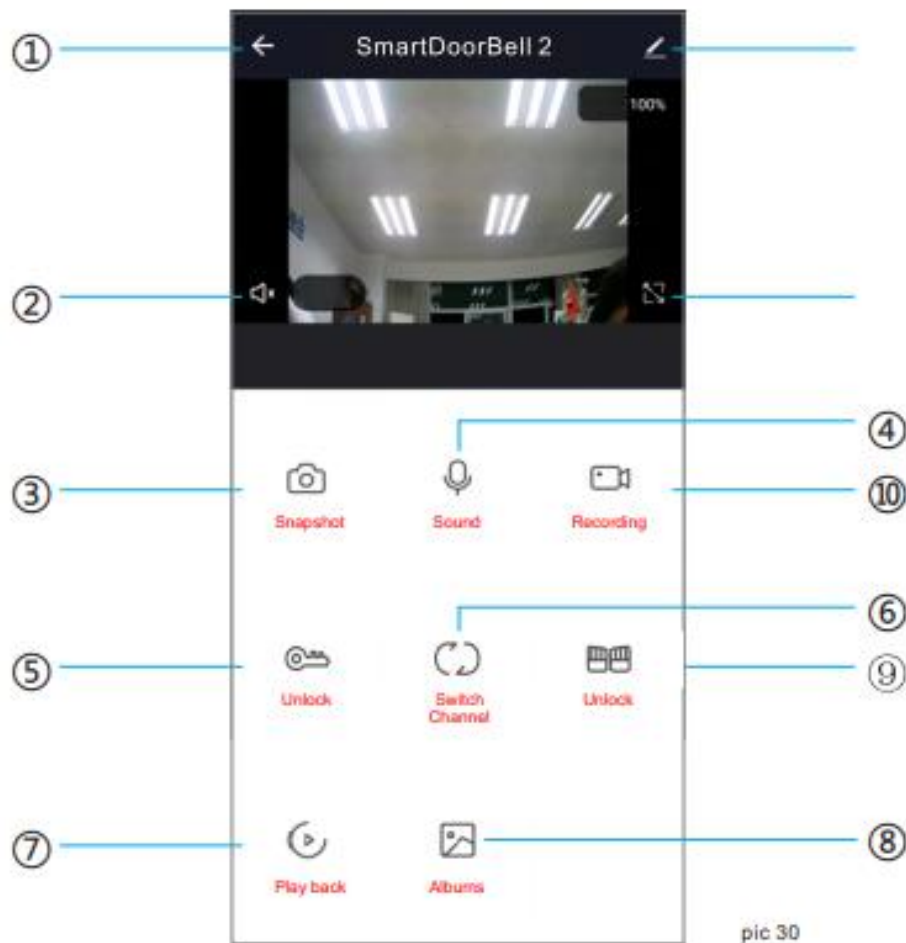 ①
SmartDoorBell 2
100%
②
④
③
Snapshot
Sound
Recording
⑩
⑥
⑤
Unlock
Switch
Channel
Unlock
⑨
⑦
Play back
Albums
⑧
pic 30